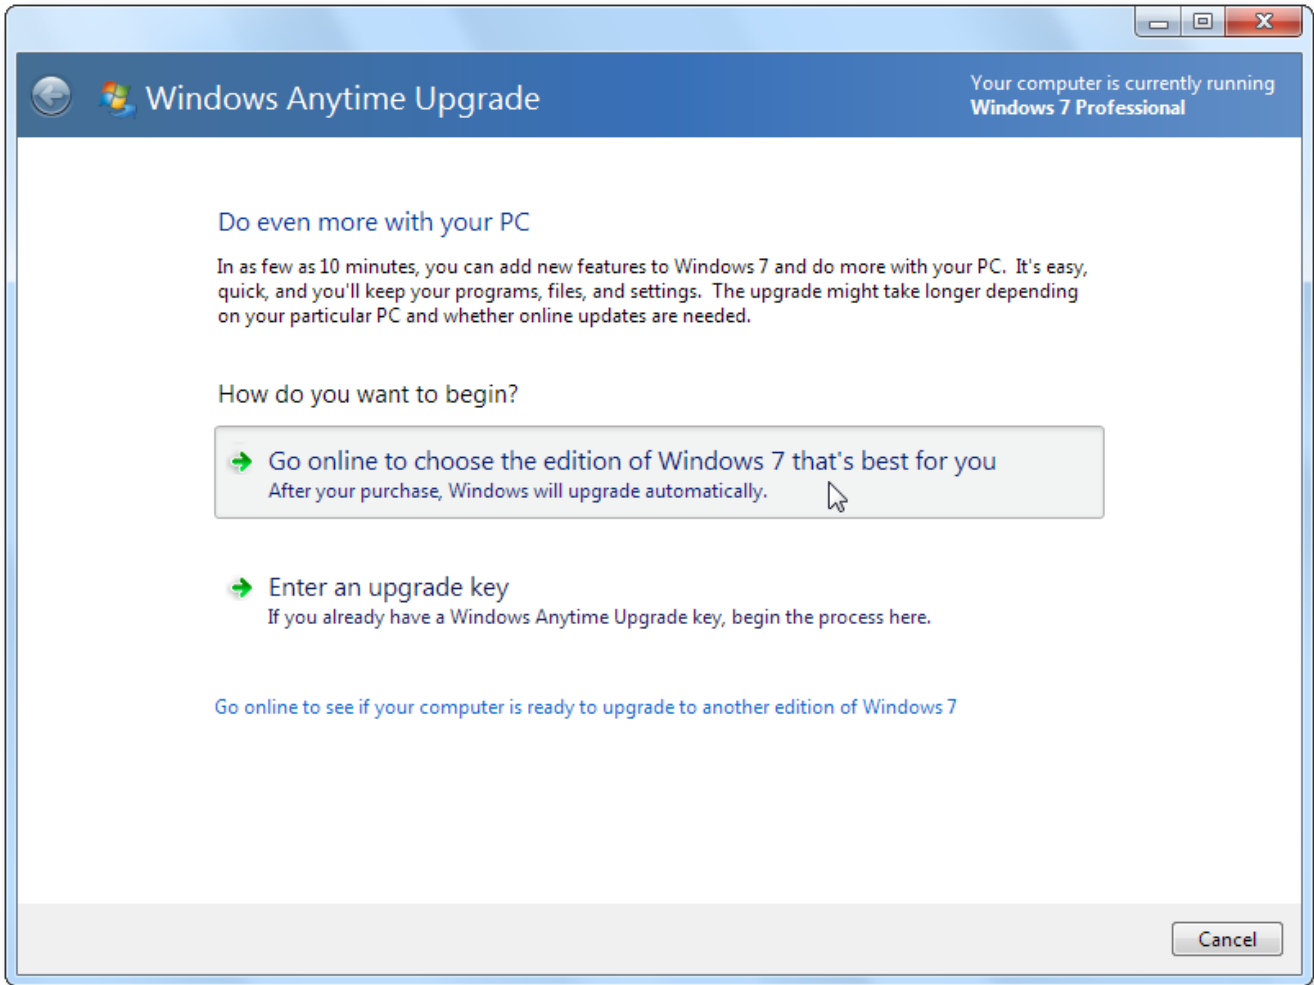 Windows Anytime Upgrade
Your computer is currently running
Windows 7 Professional
Do even more with your PC
In as few as 10 minutes, you can add new features to Windows 7 and do more with your PC.  It's easy,
quick, and you'll keep your programs, files, and settings.  The upgrade might take longer depending
on your particular PC and whether online updates are needed.
How do you want to begin?
Go online to choose the edition of Windows 7 that's best for you
After your purchase, Windows will upgrade automatically.
Enter an upgrade key
If you already have a Windows Anytime Upgrade key, begin the process here.
Go online to see if your computer is ready to upgrade to another edition of Windows 7
Cancel